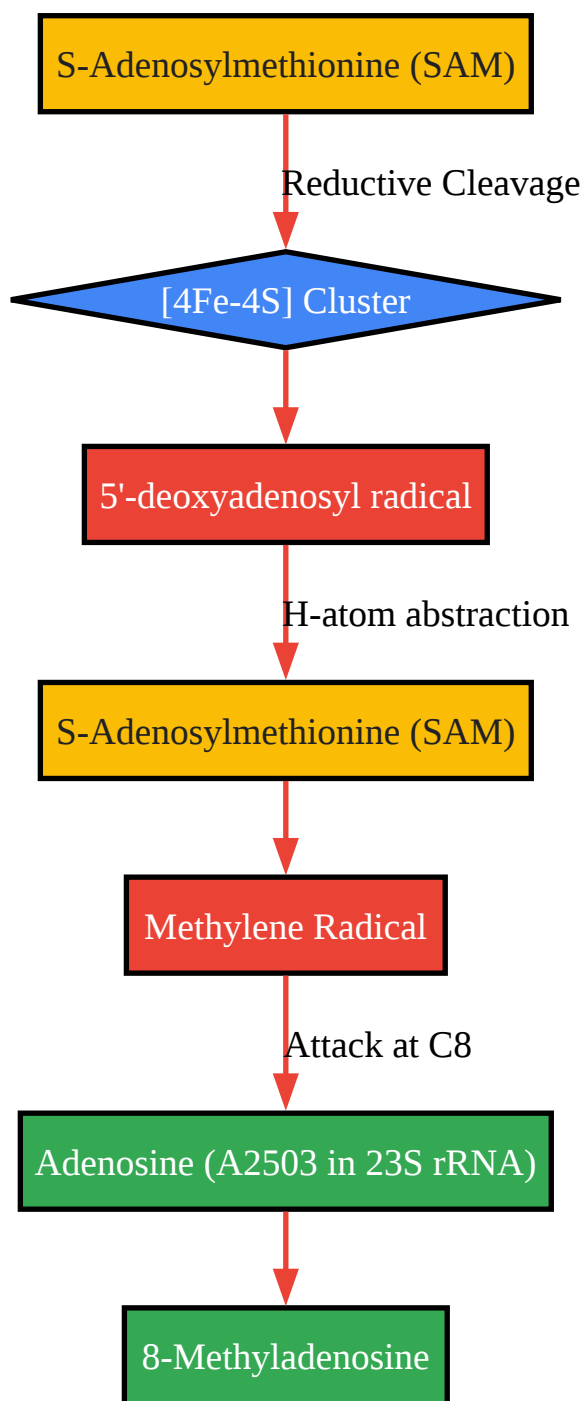 S-Adenosylmethionine (SAM)
Reductive Cleavage
[4Fe-4S] Cluster
5'-deoxyadenosyl radical
H-atom abstraction
S-Adenosylmethionine (SAM)
Methylene Radical
Attack at C8
Adenosine (A2503 in 23S rRNA)
8-Methyladenosine